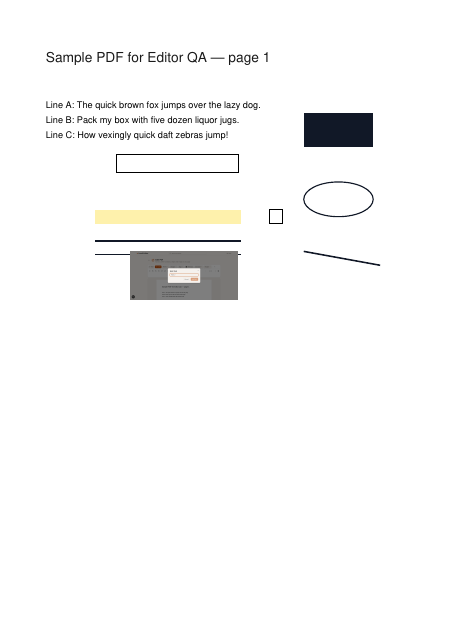 Sample PDF for Editor QA — page 1
Line A: The quick brown fox jumps over the lazy dog.
Line B: Pack my box with five dozen liquor jugs.
Line C: How vexingly quick daft zebras jump!